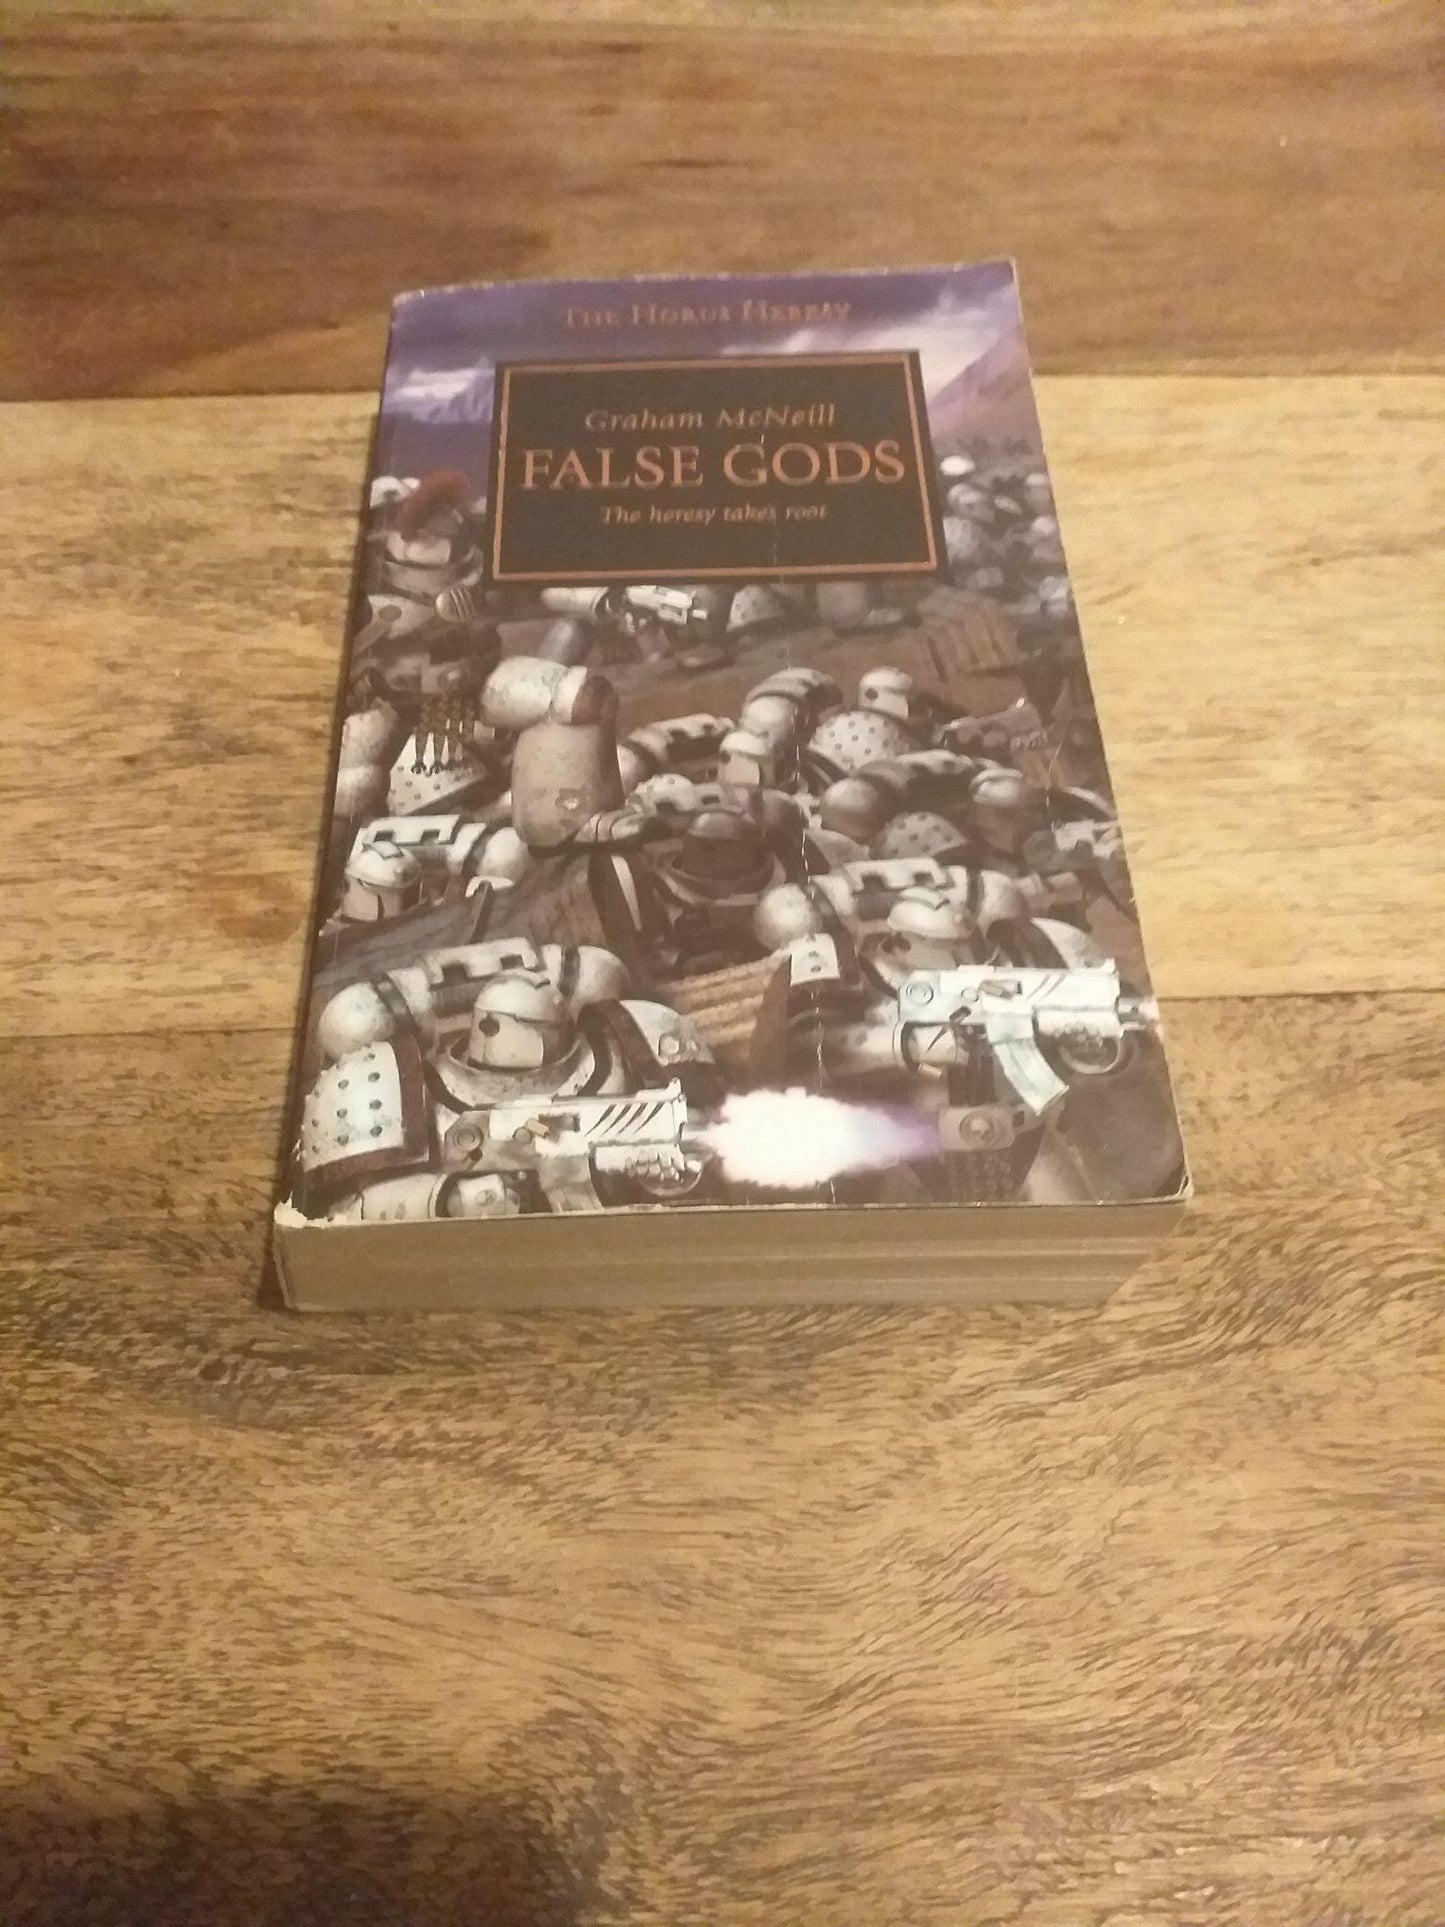 THE HORUS HERESY
Graham McNeill
FALSE GODS
The heresy takes root